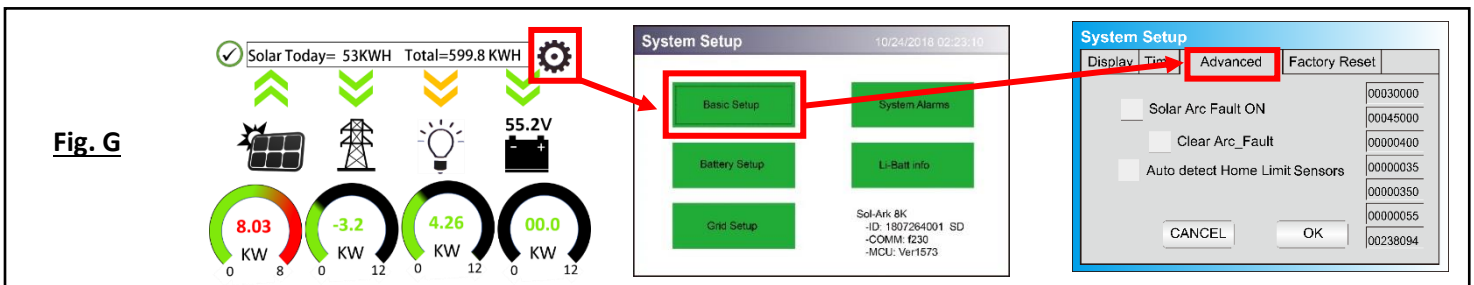 Fig. G
Solar Today= 53KWH Total=599.8 KWH
55.2V
- +
8.03 KW 0 8
-3.2 KW 0 12
4.26 KW 0 12
00.0 KW 0 12
System Setup 10/24/2018 02:23:10
Basic Setup System Alarms
Battery Setup Li-Batt info
Grid Setup
Sol-Ark 8K
-ID: 1807264001 SD
-COMM: f230
-MCU: Ver1573
System Setup
Display Advanced Factory Reset
Solar Arc Fault ON
Clear Arc_Fault
Auto detect Home Limit Sensors
CANCEL OK
00030000
00045000
00000400
00000035
00000350
00000055
00238094